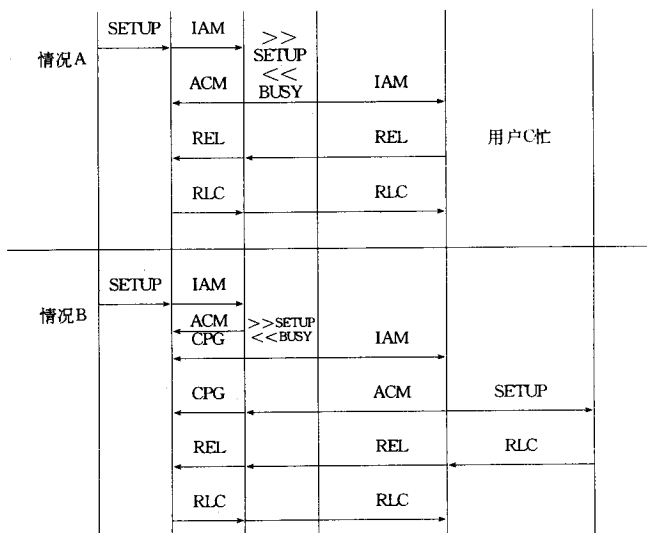 SETUP IAM >>
情况A SETUP
<<
ACM BUSY IAM
REL REL 用户C忙
RLC RLC
SETUP IAM
情况B ACM >>SETUP
CPG <<BUSY IAM
CPG ACM SETUP
REL REL RLC
RLC RLC